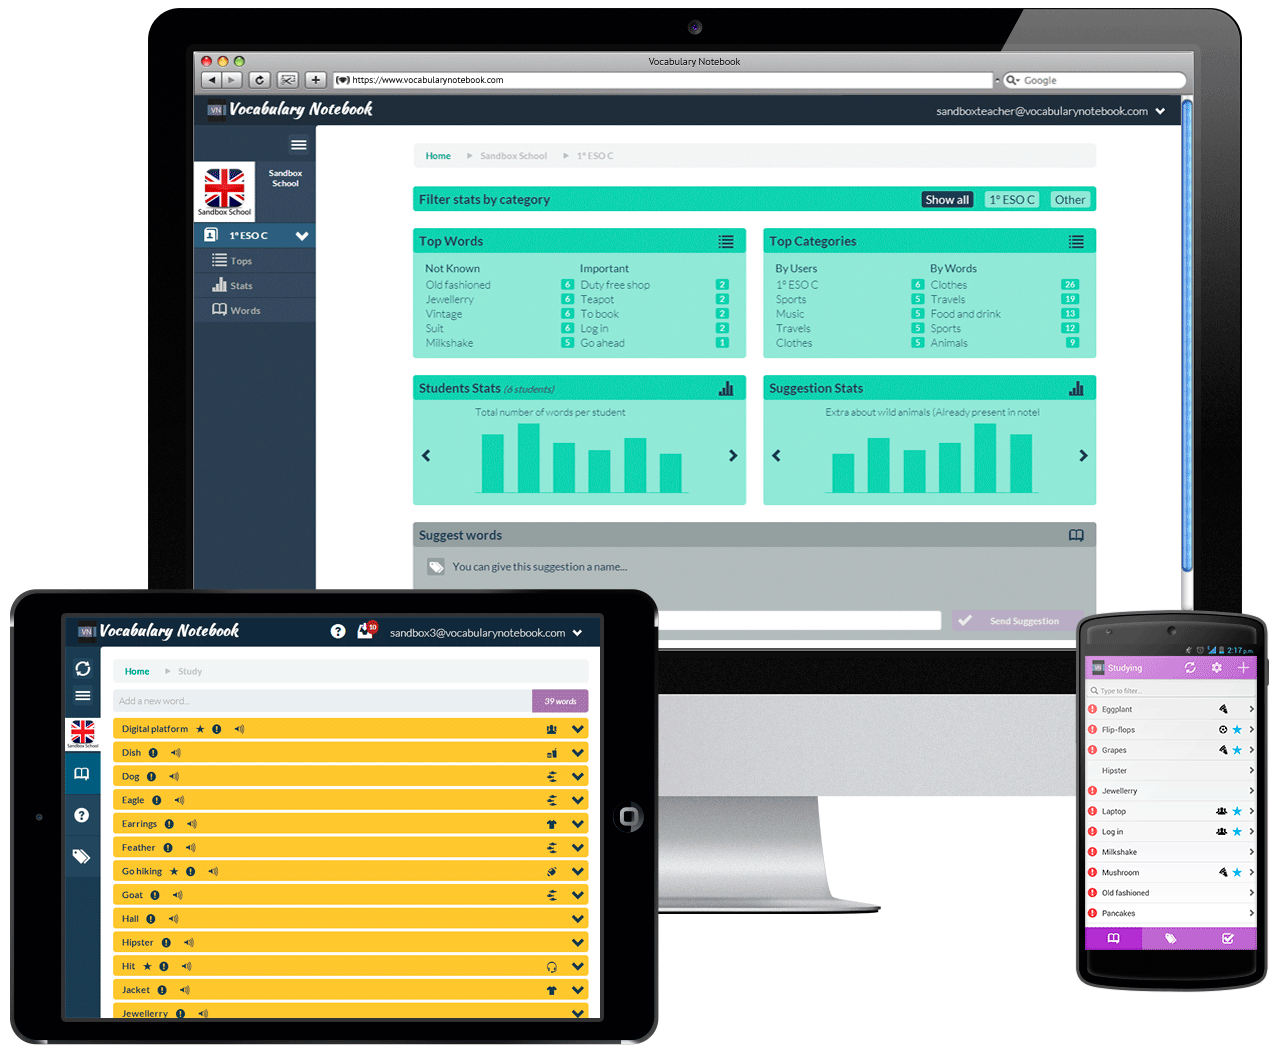 Vocabulary Notebook
https://www.vocabularynotebook.com
Google
VN Vocabulary Notebook
sandboxteacher@vocabularynotebook.com
Sandbox School
Sandbox School
1º ESO C
Tops
Stats
Words
Home Sandbox School 1º ESO C
Filter stats by category Show all 1º ESO C Other
Top Words
Not Known Important
Old fashioned 6 Duty free shop 2
Jewellerry 6 Teapot 2
Vintage 6 To book 2
Suit 6 Log in 2
Milkshake 5 Go ahead 1
Top Categories
By Users By Words
1º ESO C 6 Clothes 26
Sports 5 Travels 19
Music 5 Food and drink 13
Travels 5 Sports 12
Clothes 5 Animals 9
Students Stats (6 students)
Total number of words per student
Suggestion Stats
Extra about wild animals (Already present in notel
Suggest words
You can give this suggestion a name...
Send Suggestion
VN Vocabulary Notebook
10
sandbox3@vocabularynotebook.com
Sandbox School
Home Study
Add a new word... 39 words
Digital platform
Dish
Dog
Eagle
Earrings
Feather
Go hiking
Goat
Hall
Hipster
Hit
Jacket
Jewellerry
2:17 p.m.
VN Studying
Type to filter...
Eggplant
Flip-flops
Grapes
Hipster
Jewellerry
Laptop
Log in
Milkshake
Mushroom
Old fashioned
Pancakes